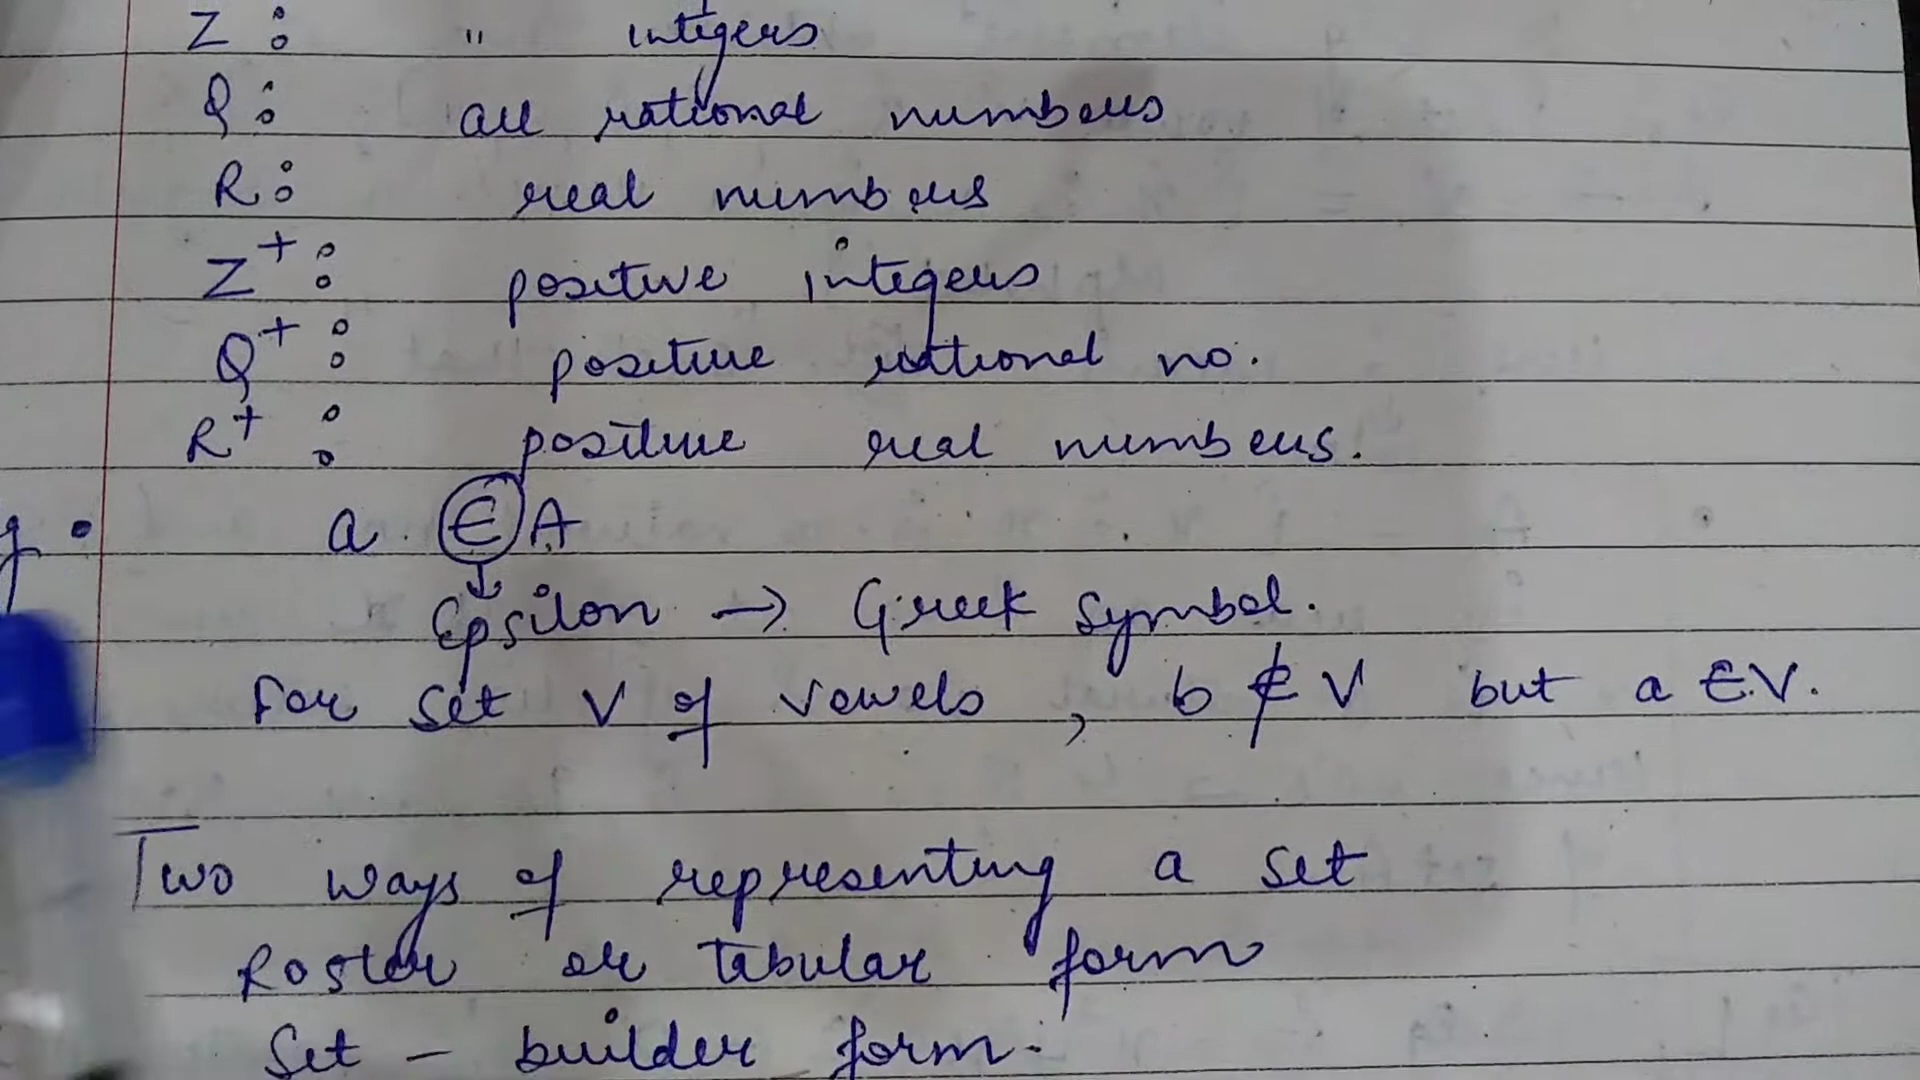 Z : " integers
Q : all rational numbers
R : real numbers
Z⁺ : positive integers
Q⁺ : positive rational no.
R⁺ : positive real numbers.
a ∈ A
↓
Epsilon → Greek Symbol.
For set V of vowels , b ∉ V but a ∈ V.
Two ways of representing a set
Roster or tabular form
Set - builder form.